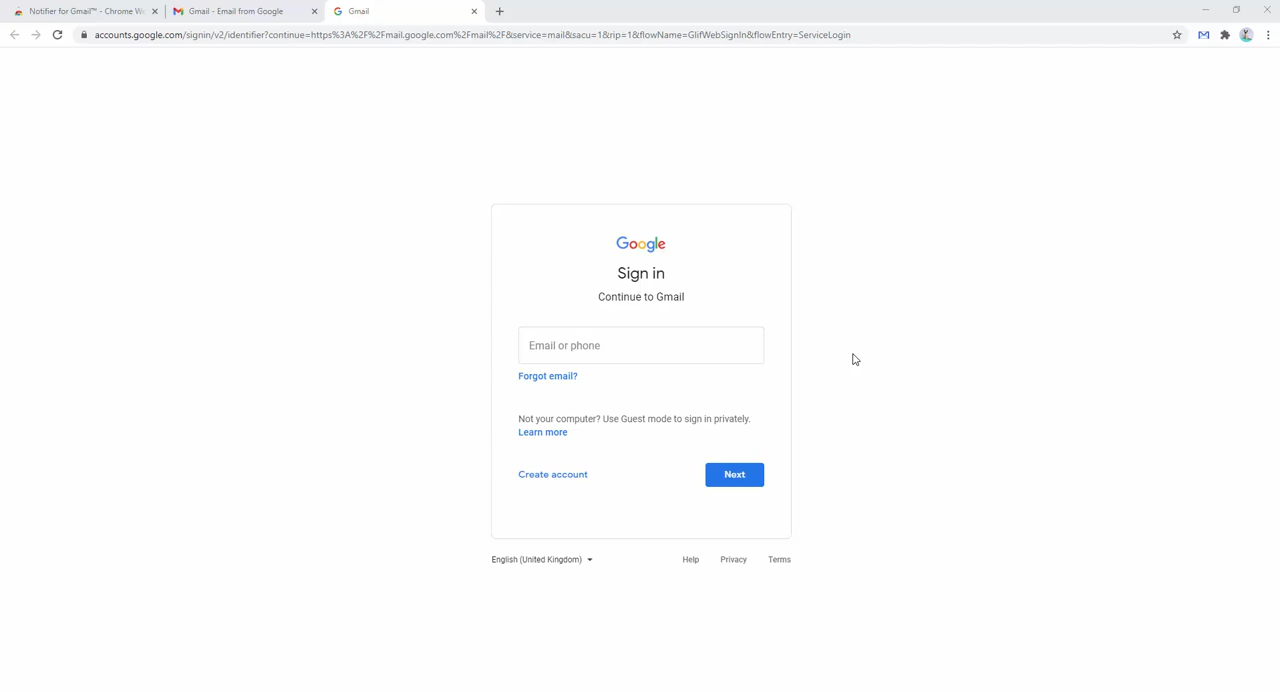 Notifier for Gmail™ - Chrome We
Gmail - Email from Google
Gmail
accounts.google.com/signin/v2/identifier?continue=https%3A%2F%2Fmail.google.com%2Fmail%2F&service=mail&sacu=1&rip=1&flowName=GlifWebSignIn&flowEntry=ServiceLogin
Google
Sign in
Continue to Gmail
Email or phone
Forgot email?
Not your computer? Use Guest mode to sign in privately.
Learn more
Create account
Next
English (United Kingdom)
Help
Privacy
Terms